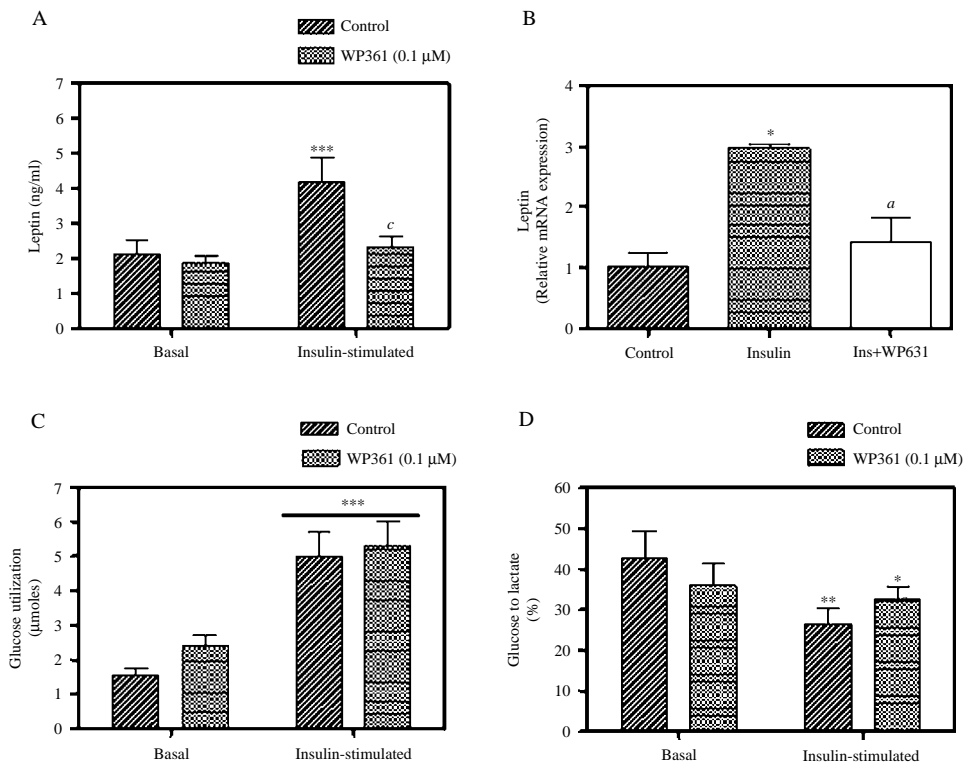 A
Control
WP361 (0.1 μM)
7
6
5
4
3
2
1
0
Leptin (ng/ml)
***
c
Basal
Insulin-stimulated
B
4
3
2
1
0
Leptin
(Relative mRNA expression)
*
a
Control
Insulin
Ins+WP631
C
Control
WP361 (0.1 μM)
7
6
5
4
3
2
1
0
Glucose utilization
(μmoles)
***
Basal
Insulin-stimulated
D
Control
WP361 (0.1 μM)
60
50
40
30
20
10
0
Glucose to lactate
(%)
**
*
Basal
Insulin-stimulated